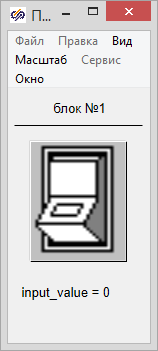 П...
Файл Правка Вид
Масштаб Сервис
Окно
блок №1
input_value = 0